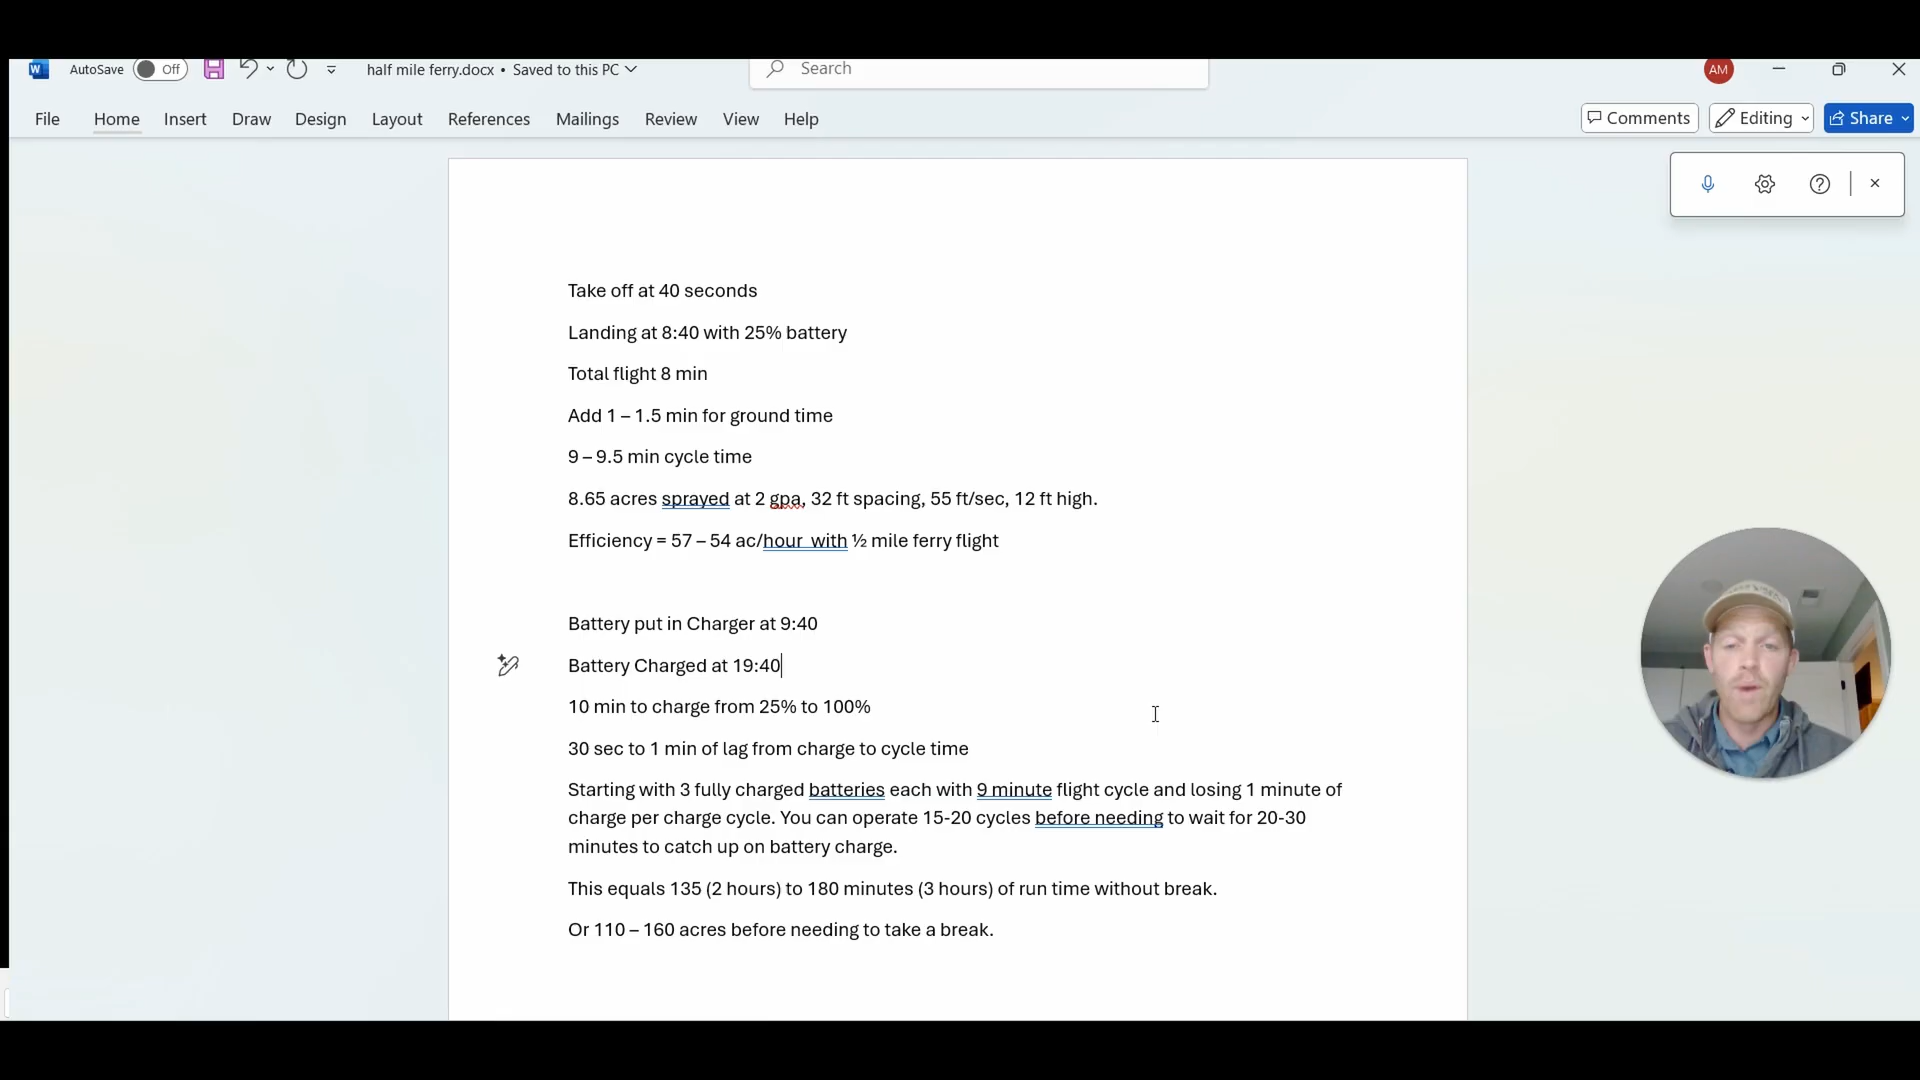 AutoSave Off half mile ferry.docx • Saved to this PC Search AM
File Home Insert Draw Design Layout References Mailings Review View Help Comments Editing Share
Take off at 40 seconds
Landing at 8:40 with 25% battery
Total flight 8 min
Add 1 – 1.5 min for ground time
9 – 9.5 min cycle time
8.65 acres sprayed at 2 gpa, 32 ft spacing, 55 ft/sec, 12 ft high.
Efficiency = 57 – 54 ac/hour  with ½ mile ferry flight
Battery put in Charger at 9:40
Battery Charged at 19:40
10 min to charge from 25% to 100%
30 sec to 1 min of lag from charge to cycle time
Starting with 3 fully charged batteries each with 9 minute flight cycle and losing 1 minute of
charge per charge cycle. You can operate 15-20 cycles before needing to wait for 20-30
minutes to catch up on battery charge.
This equals 135 (2 hours) to 180 minutes (3 hours) of run time without break.
Or 110 – 160 acres before needing to take a break.